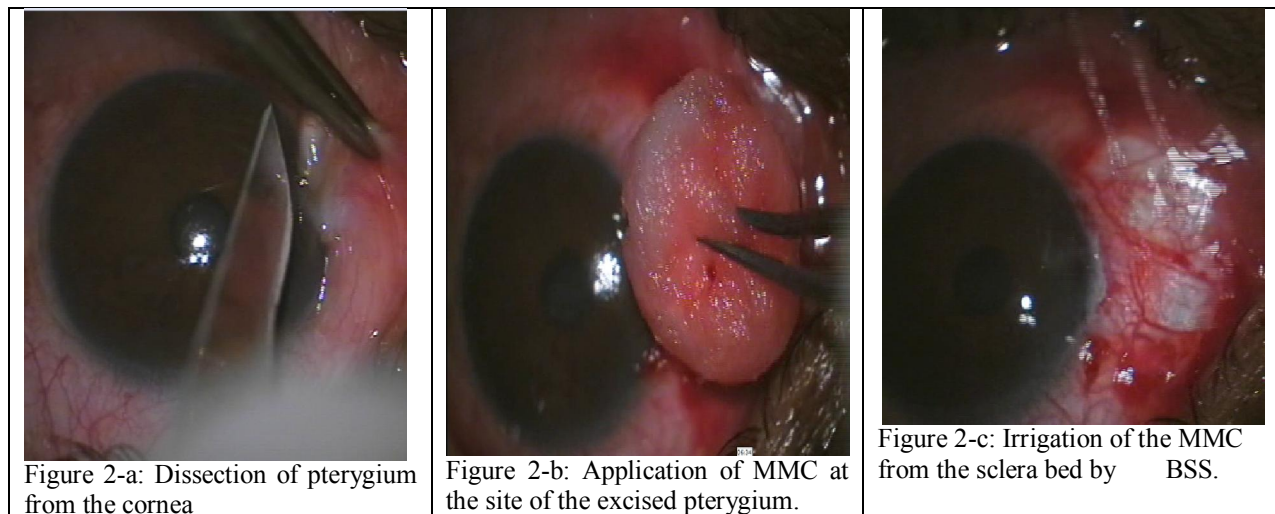 Figure 2-a: Dissection of pterygium
from the cornea
Figure 2-b: Application of MMC at
the site of the excised pterygium.
Figure 2-c: Irrigation of the MMC
from the sclera bed by BSS.